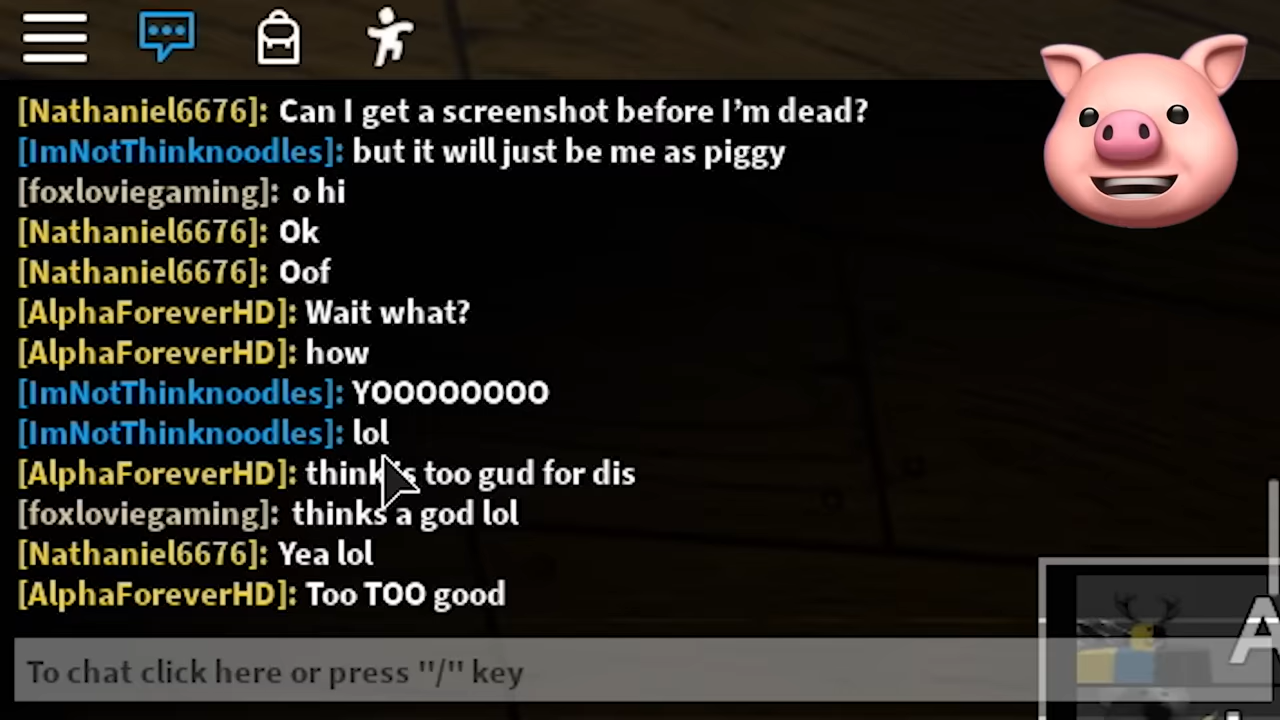 [Nathaniel6676]: Can I get a screenshot before I’m dead?
[ImNotThinknoodles]: but it will just be me as piggy
[foxloviegaming]: o hi
[Nathaniel6676]: Ok
[Nathaniel6676]: Oof
[AlphaForeverHD]: Wait what?
[AlphaForeverHD]: how
[ImNotThinknoodles]: YOOOOOOOO
[ImNotThinknoodles]: lol
[AlphaForeverHD]: think's too gud for dis
[foxloviegaming]: thinks a god lol
[Nathaniel6676]: Yea lol
[AlphaForeverHD]: Too TOO good
To chat click here or press "/" key
A